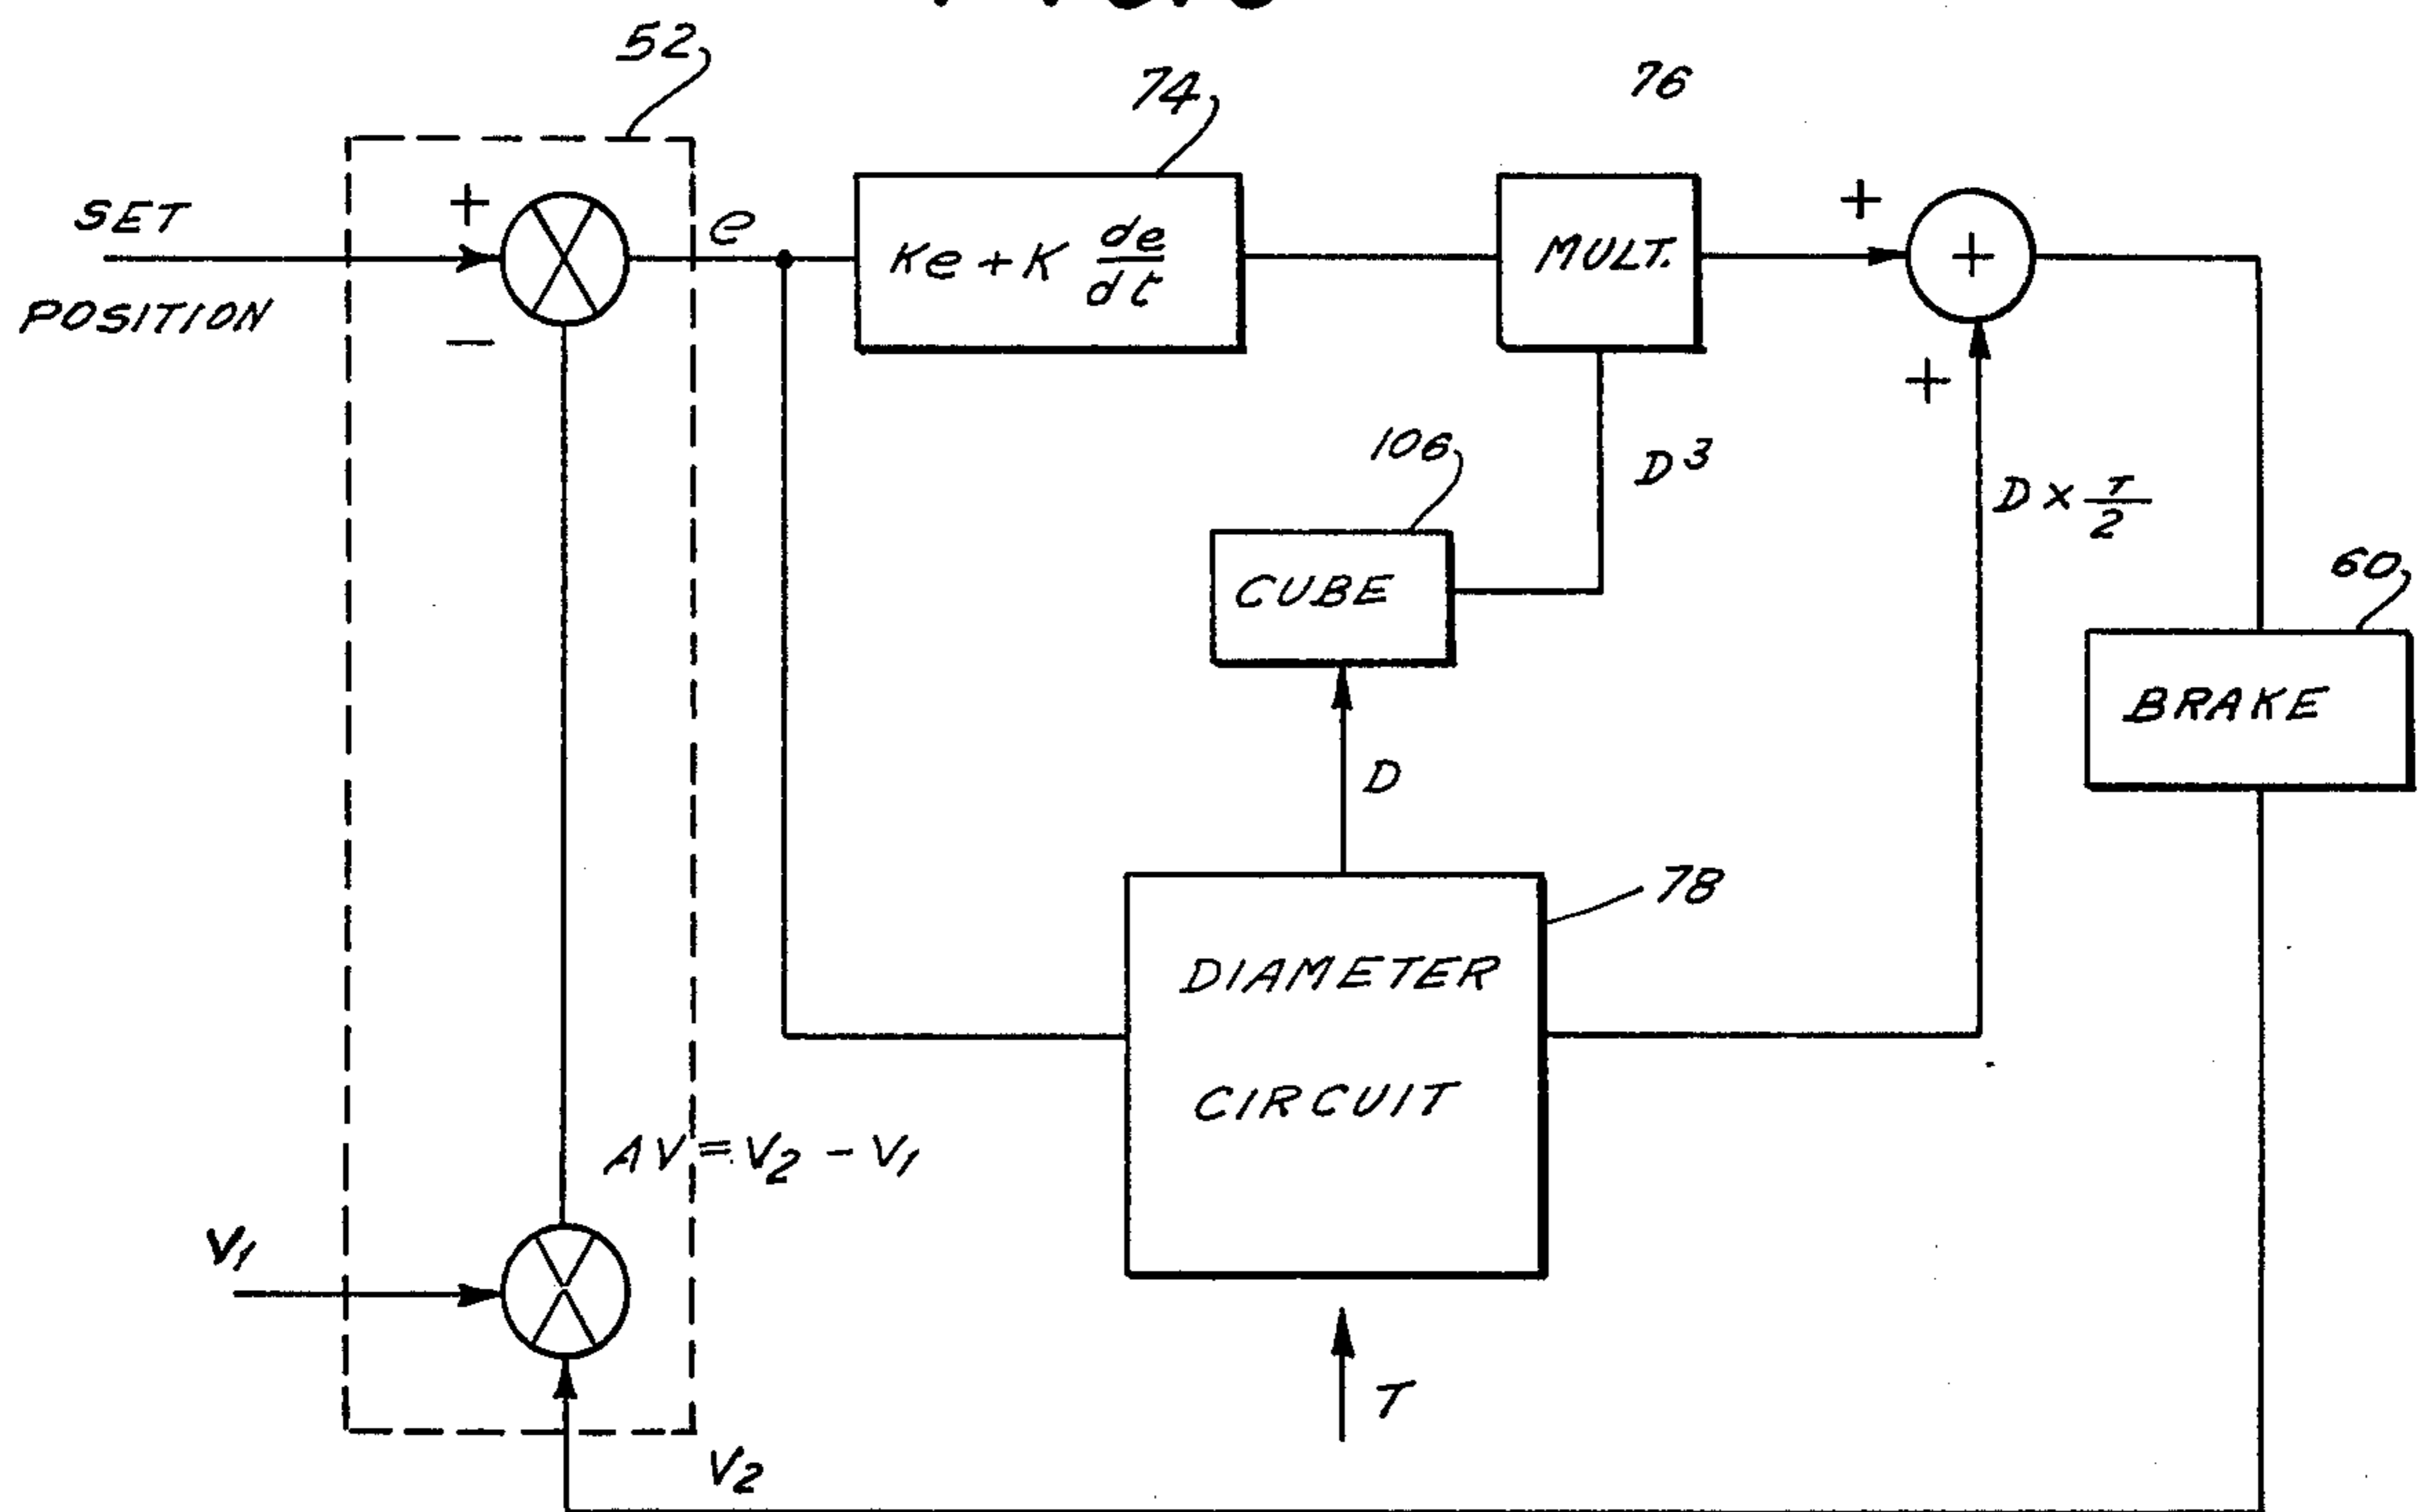 52
74
76
SET
POSITION
+
−
e
Ke + K de/dt
MULT.
+
+
+
106
D³
D × T/2
CUBE
60
BRAKE
D
78
DIAMETER
CIRCUIT
ΔV = V₂ − V₁
V₁
T
V₂